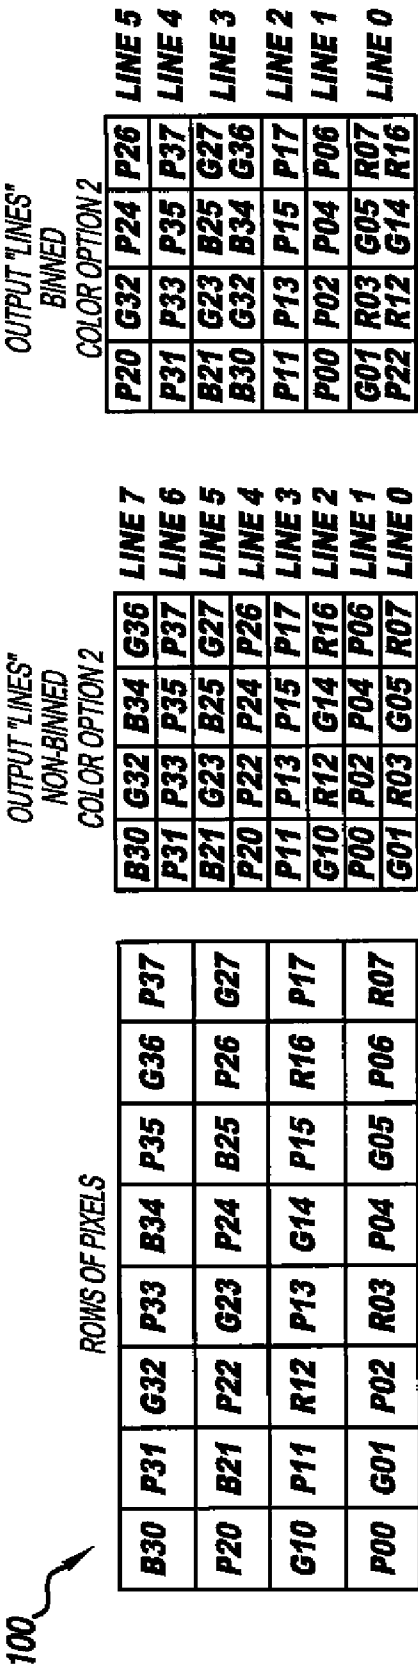 100
ROWS OF PIXELS
B30 P31 G32 P33 B34 P35 G36 P37
P20 B21 P22 G23 P24 B25 P26 G27
G10 P11 R12 P13 G14 P15 R16 P17
P00 G01 P02 R03 P04 G05 P06 R07
OUTPUT "LINES"
NON-BINNED
COLOR OPTION 2
B30 G32 B34 G36 LINE 7
P31 P33 P35 P37 LINE 6
B21 G23 B25 G27 LINE 5
P20 P22 P24 P26 LINE 4
P11 P13 P15 P17 LINE 3
G10 R12 G14 R16 LINE 2
P00 P02 P04 P06 LINE 1
G01 R03 G05 R07 LINE 0
OUTPUT "LINES"
BINNED
COLOR OPTION 2
P20 G32 P24 P26 LINE 5
P31 P33 P35 P37 LINE 4
B21 G23 B25 G27 LINE 3
B30 G32 B34 G36
P11 P13 P15 P17 LINE 2
P00 P02 P04 P06 LINE 1
G01 R03 G05 R07 LINE 0
P22 R12 G14 R16